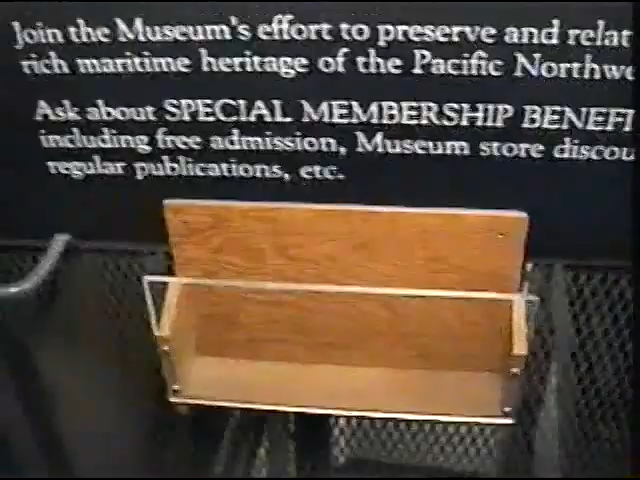 Join the Museum's effort to preserve and relat
rich maritime heritage of the Pacific Northwe
Ask about SPECIAL MEMBERSHIP BENEFI
including free admission, Museum store discou
regular publications, etc.